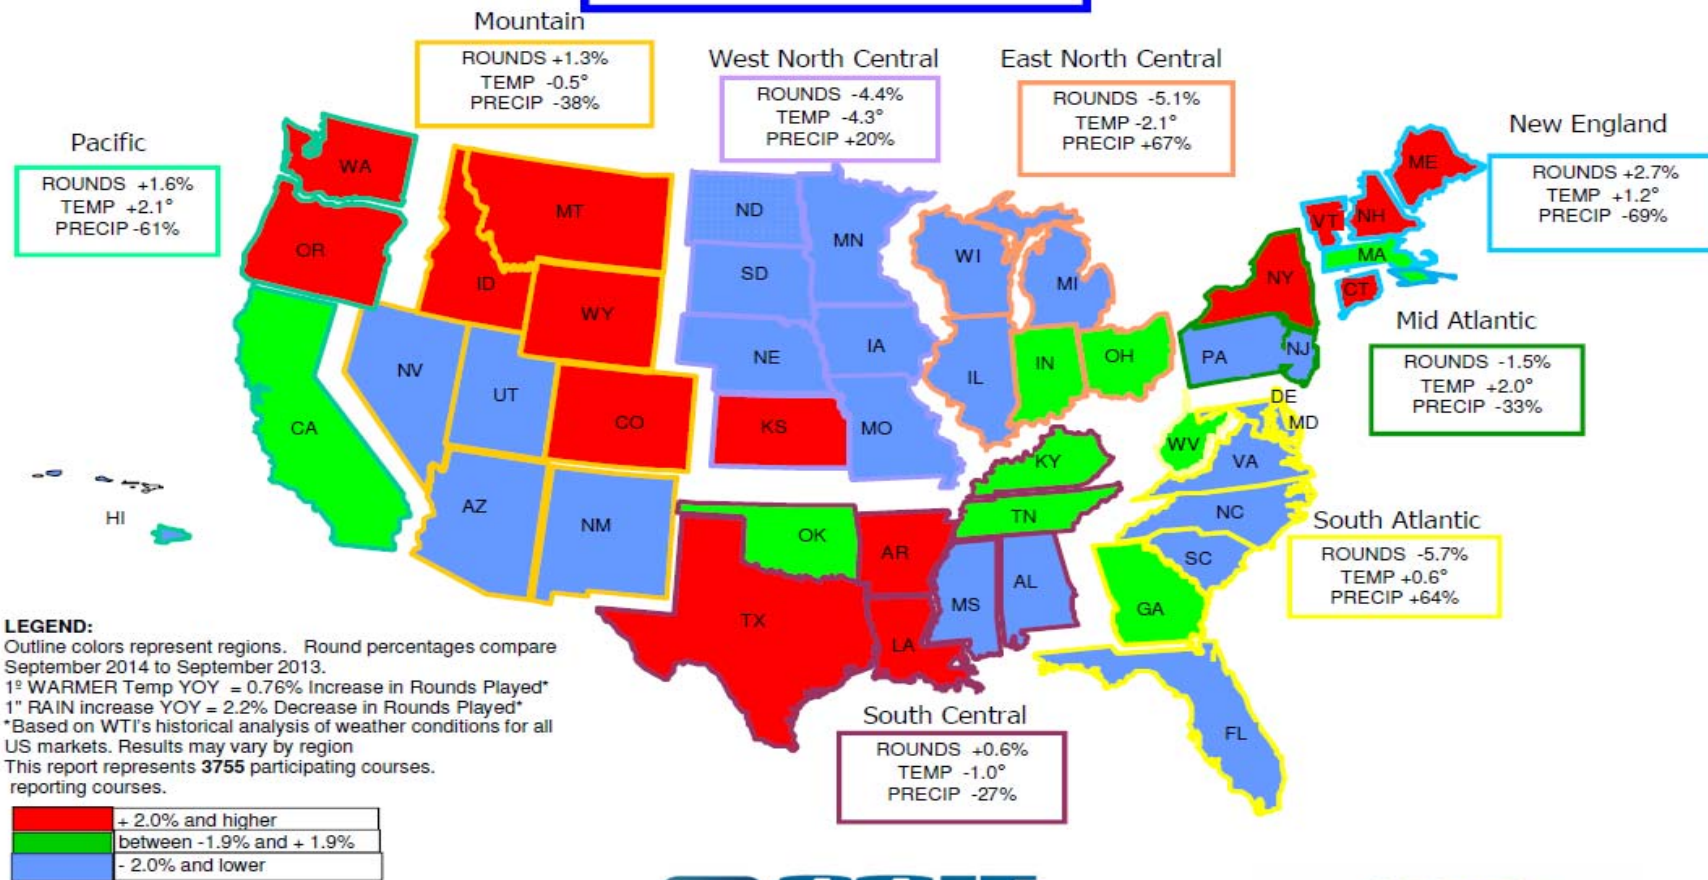 Mountain
ROUNDS +1.3%
TEMP -0.5°
PRECIP -38%
West North Central
ROUNDS -4.4%
TEMP -4.3°
PRECIP +20%
East North Central
ROUNDS -5.1%
TEMP -2.1°
PRECIP +67%
New England
ROUNDS +2.7%
TEMP +1.2°
PRECIP -69%
Pacific
ROUNDS +1.6%
TEMP +2.1°
PRECIP -61%
Mid Atlantic
ROUNDS -1.5%
TEMP +2.0°
PRECIP -33%
South Atlantic
ROUNDS -5.7%
TEMP +0.6°
PRECIP +64%
South Central
ROUNDS +0.6%
TEMP -1.0°
PRECIP -27%
WA
OR
CA
HI
MT
ID
WY
NV
UT
CO
AZ
NM
ND
SD
NE
KS
MN
IA
MO
WI
MI
IL
IN
OH
OK
TX
AR
LA
KY
TN
MS
AL
NY
PA
NJ
ME
VT
NH
MA
CT
DE
MD
WV
VA
NC
SC
GA
FL
LEGEND:
Outline colors represent regions. Round percentages compare
September 2014 to September 2013.
1º WARMER Temp YOY = 0.76% Increase in Rounds Played*
1" RAIN increase YOY = 2.2% Decrease in Rounds Played*
*Based on WTI's historical analysis of weather conditions for all
US markets. Results may vary by region
This report represents 3755 participating courses.
reporting courses.
+ 2.0% and higher
between -1.9% and + 1.9%
- 2.0% and lower